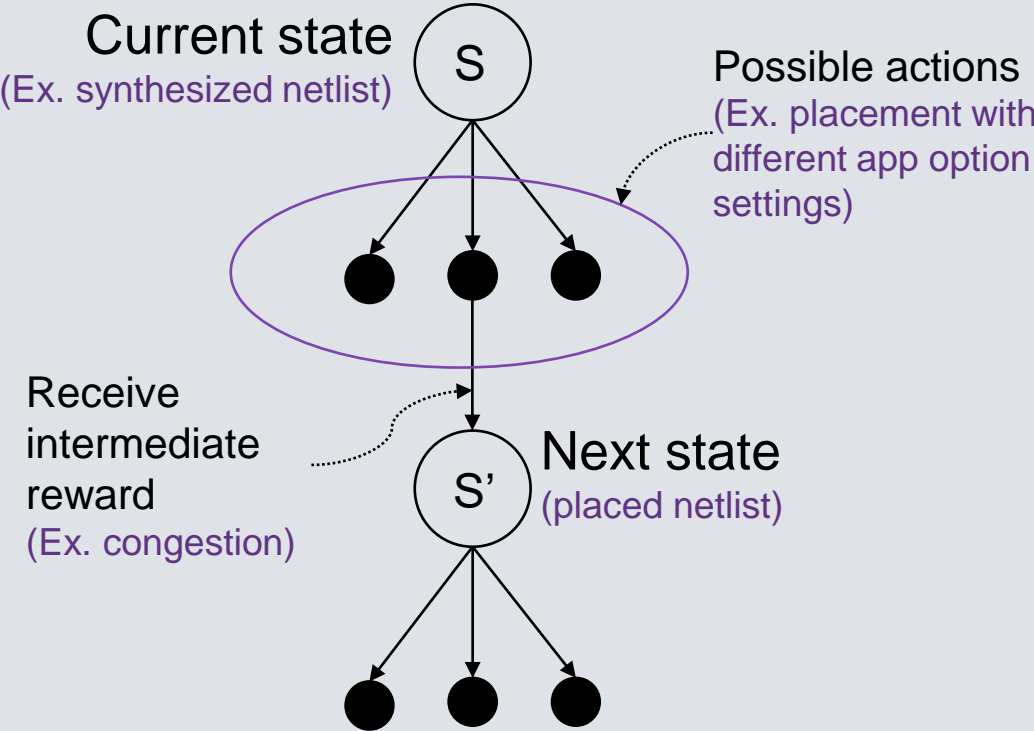 Current state
(Ex. synthesized netlist)
S
Possible actions
(Ex. placement with
different app option
settings)
Receive
intermediate
reward
(Ex. congestion)
S’
Next state
(placed netlist)